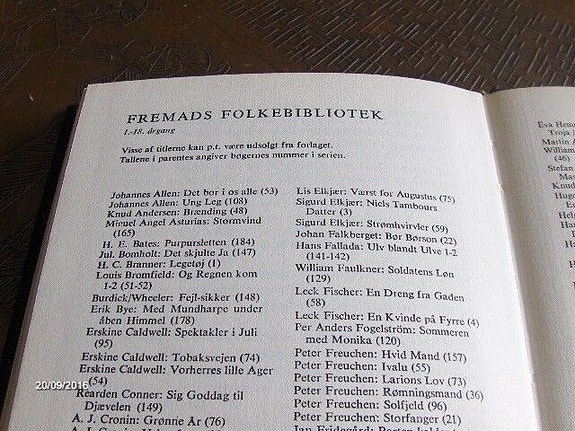 FREMADS FOLKEBIBLIOTEK
1.-18. årgang
Visse af titlerne kan p.t. være udsolgt fra forlaget.
Tallene i parentes angiver bøgernes nummer i serien.
Johannes Allen: Det bor i os alle (53)
Johannes Allen: Ung Leg (108)
Knud Andersen: Brænding (48)
Miguel Angel Asturias: Stormvind
(165)
H. E. Bates: Purpursletten (184)
Jul. Bomholt: Det skjulte Ja (147)
H. C. Branner: Legetøj (1)
Louis Bromfield: Og Regnen kom
1-2 (51-52)
Burdick/Wheeler: Fejl-sikker (148)
Erik Bye: Med Mundharpe under
åben Himmel (178)
Erskine Caldwell: Spektakler i Juli
(95)
Erskine Caldwell: Tobaksvejen (74)
Erskine Caldwell: Vorherres lille Ager
(54)
Rearden Conner: Sig Goddag til
Djævelen (149)
A. J. Cronin: Grønne År (76)
Lis Elkjær: Værst for Augustus (75)
Sigurd Elkjær: Niels Tambours
Datter (3)
Sigurd Elkjær: Strømhvirvler (59)
Johan Falkberget: Bør Børson (22)
Hans Fallada: Ulv blandt Ulve 1-2
(141-142)
William Faulkner: Soldatens Løn
(129)
Leck Fischer: En Dreng fra Gaden
(58)
Leck Fischer: En Kvinde på Fyrre (4)
Per Anders Fogelström: Sommeren
med Monika (120)
Peter Freuchen: Hvid Mand (157)
Peter Freuchen: Ivalu (55)
Peter Freuchen: Larions Lov (73)
Peter Freuchen: Rømningsmand (36)
Peter Freuchen: Solfjeld (96)
Peter Freuchen: Storfanger (21)
Eva
Troja
Martin
William
(46)
Stefan
Knud
20/09/2016